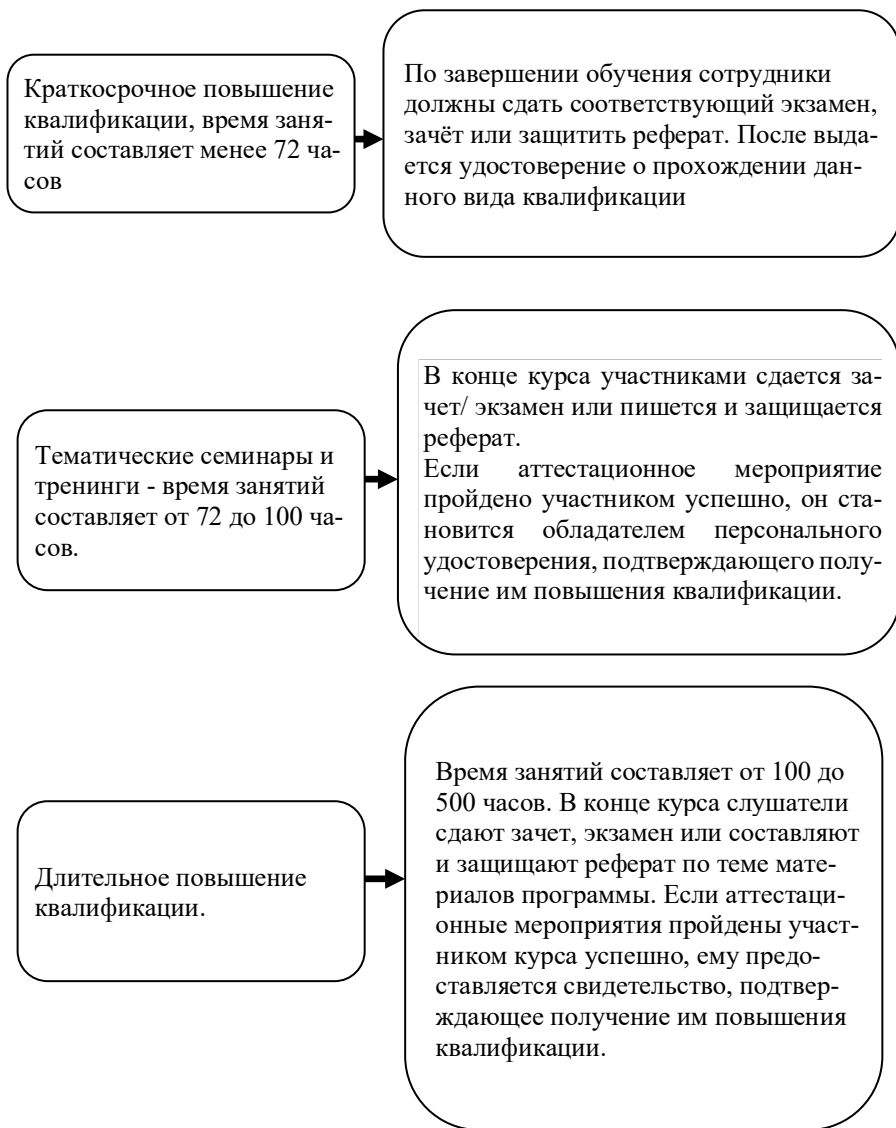 Краткосрочное повышение
квалификации, время заня-
тий составляет менее 72 ча-
сов
По завершении обучения сотрудники
должны сдать соответствующий экзамен,
зачёт или защитить реферат. После выда-
ется удостоверение о прохождении дан-
ного вида квалификации
Тематические семинары и
тренинги - время занятий
составляет от 72 до 100 ча-
сов.
В конце курса участниками сдается за-
чет/ экзамен или пишется и защищается
реферат.
Если аттестационное мероприятие
пройдено участником успешно, он ста-
новится обладателем персонального
удостоверения, подтверждающего полу-
чение им повышения квалификации.
Длительное повышение
квалификации.
Время занятий составляет от 100 до
500 часов. В конце курса слушатели
сдают зачет, экзамен или составляют
и защищают реферат по теме мате-
риалов программы. Если аттестаци-
онные мероприятия пройдены участ-
ником курса успешно, ему предо-
ставляется свидетельство, подтвер-
ждающее получение им повышения
квалификации.